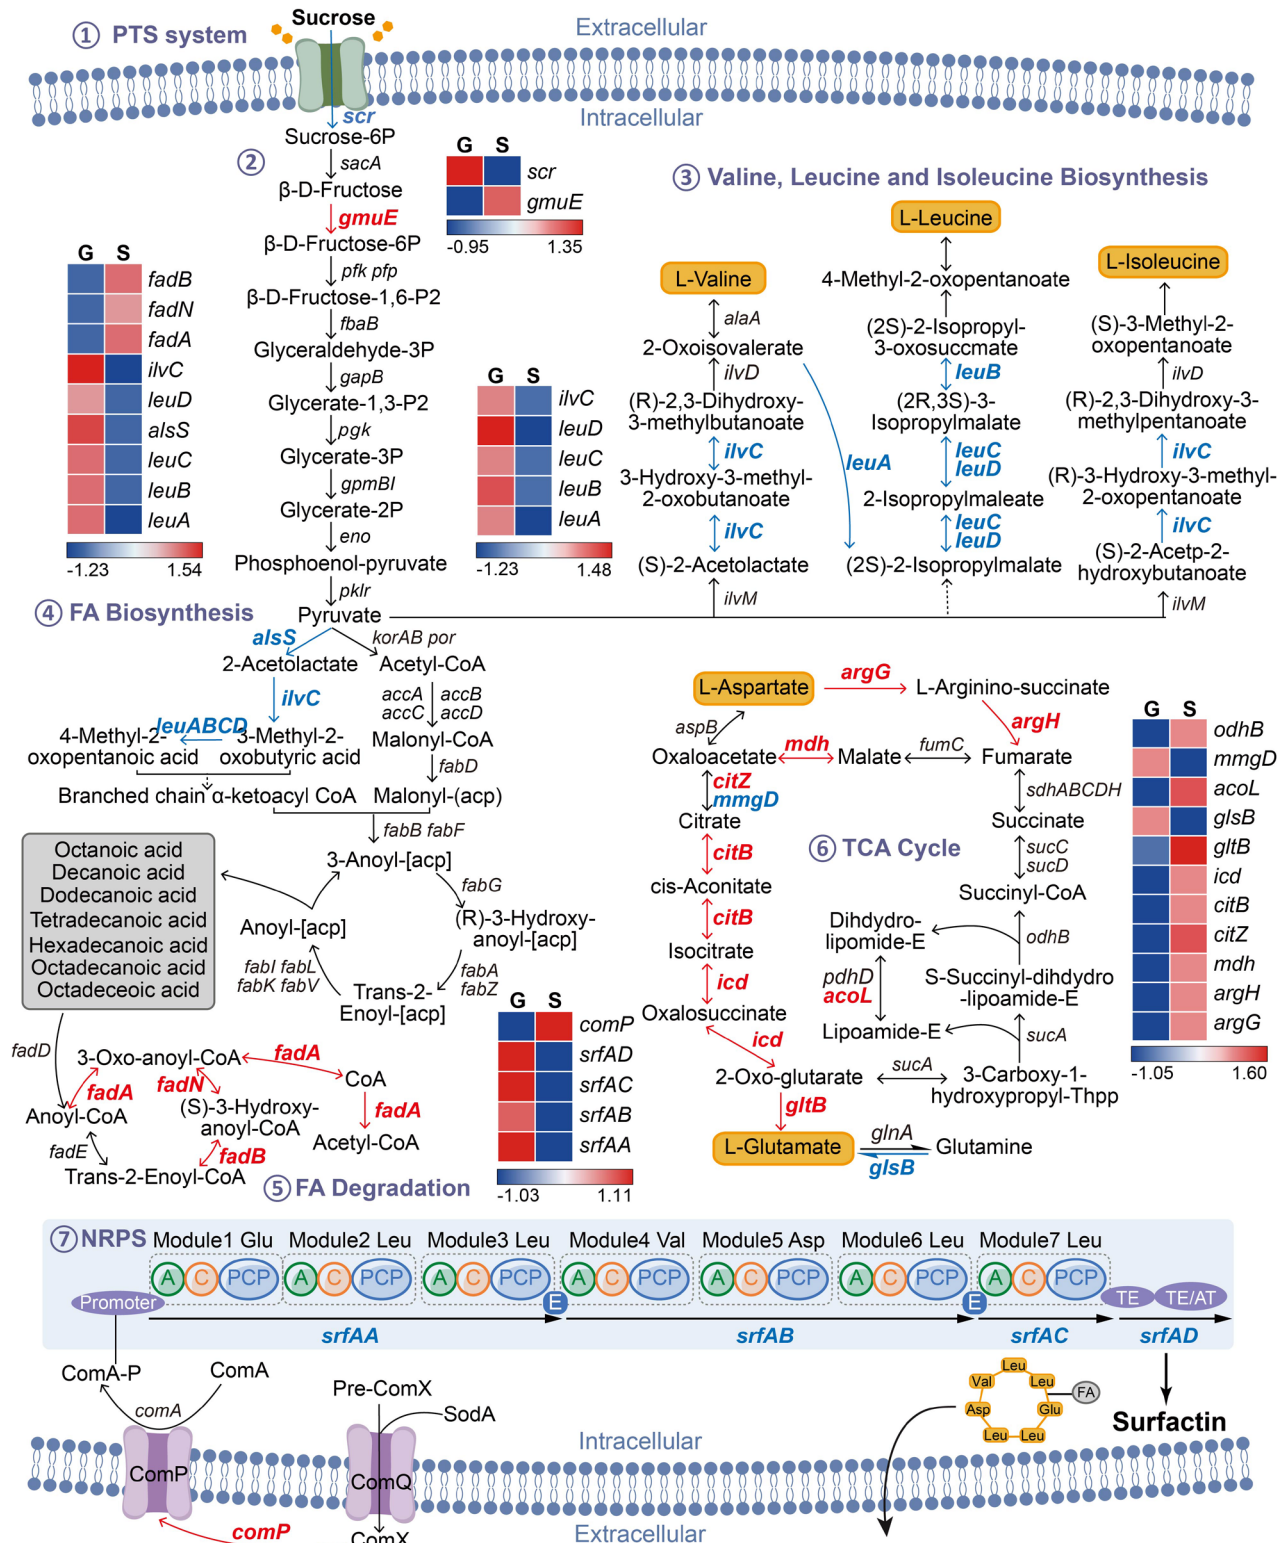 ① PTS system
Sucrose
Extracellular
Intracellular
scr
Sucrose-6P
②
sacA
β-D-Fructose
gmuE
β-D-Fructose-6P
pfk pfp
β-D-Fructose-1,6-P2
fbaB
Glyceraldehyde-3P
gapB
Glycerate-1,3-P2
pgk
Glycerate-3P
gpmBI
Glycerate-2P
eno
Phosphoenol-pyruvate
pklr
Pyruvate
G S
scr
gmuE
-0.95 1.35
G S
fadB
fadN
fadA
ilvC
leuD
alsS
leuC
leuB
leuA
-1.23 1.54
G S
ilvC
leuD
leuC
leuB
leuA
-1.23 1.48
③ Valine, Leucine and Isoleucine Biosynthesis
L-Valine
alaA
2-Oxoisovalerate
ilvD
(R)-2,3-Dihydroxy-
3-methylbutanoate
ilvC
3-Hydroxy-3-methyl-
2-oxobutanoate
ilvC
(S)-2-Acetolactate
ilvM
leuA
L-Leucine
4-Methyl-2-oxopentanoate
(2S)-2-Isopropyl-
3-oxosuccmate
leuB
(2R,3S)-3-
Isopropylmalate
leuC
leuD
2-Isopropylmaleate
leuC
leuD
(2S)-2-Isopropylmalate
L-Isoleucine
(S)-3-Methyl-2-
oxopentanoate
ilvD
(R)-2,3-Dihydroxy-3-
methylpentanoate
ilvC
(R)-3-Hydroxy-3-methyl-
2-oxopentanoate
ilvC
(S)-2-Acetp-2-
hydroxybutanoate
ilvM
④ FA Biosynthesis
alsS
korAB por
2-Acetolactate
Acetyl-CoA
ilvC
accA accB
accC accD
leuABCD
4-Methyl-2-
oxopentanoic acid
3-Methyl-2-
oxobutyric acid
Malonyl-CoA
fabD
Branched chain α-ketoacyl CoA
Malonyl-(acp)
fabB fabF
3-Anoyl-[acp]
fabG
(R)-3-Hydroxy-
anoyl-[acp]
fabA
fabZ
Trans-2-
Enoyl-[acp]
fabI fabL
fabK fabV
Anoyl-[acp]
Octanoic acid
Decanoic acid
Dodecanoic acid
Tetradecanoic acid
Hexadecanoic acid
Octadecanoic acid
Octadeceoic acid
fadD
3-Oxo-anoyl-CoA
fadA
CoA
fadA
fadN
fadA
Anoyl-CoA
(S)-3-Hydroxy-
anoyl-CoA
Acetyl-CoA
fadE
fadB
Trans-2-Enoyl-CoA
⑤ FA Degradation
G S
comP
srfAD
srfAC
srfAB
srfAA
-1.03 1.11
L-Aspartate
argG
L-Arginino-succinate
aspB
argH
Oxaloacetate
mdh
Malate
fumC
Fumarate
citZ
mmgD
sdhABCDH
Citrate
Succinate
citB
⑥ TCA Cycle
sucC
sucD
cis-Aconitate
Succinyl-CoA
citB
Dihdydro-
lipomide-E
odhB
Isocitrate
icd
pdhD
acoL
S-Succinyl-dihdydro
-lipoamide-E
Oxalosuccinate
Lipoamide-E
sucA
icd
2-Oxo-glutarate
sucA
3-Carboxy-1-
hydroxypropyl-Thpp
gltB
L-Glutamate
glnA
glsB
Glutamine
G S
odhB
mmgD
acoL
glsB
gltB
icd
citB
citZ
mdh
argH
argG
-1.05 1.60
⑦ NRPS
Module1 Glu Module2 Leu Module3 Leu Module4 Val Module5 Asp Module6 Leu Module7 Leu
A C PCP A C PCP A C PCP A C PCP A C PCP A C PCP A C PCP
Promoter E E TE TE/AT
srfAA srfAB srfAC srfAD
ComA-P
ComA
comA
ComP
comP
Pre-ComX
SodA
ComQ
ComX
Leu
Val Leu
FA
Asp Glu
Leu Leu
Surfactin
Intracellular
Extracellular